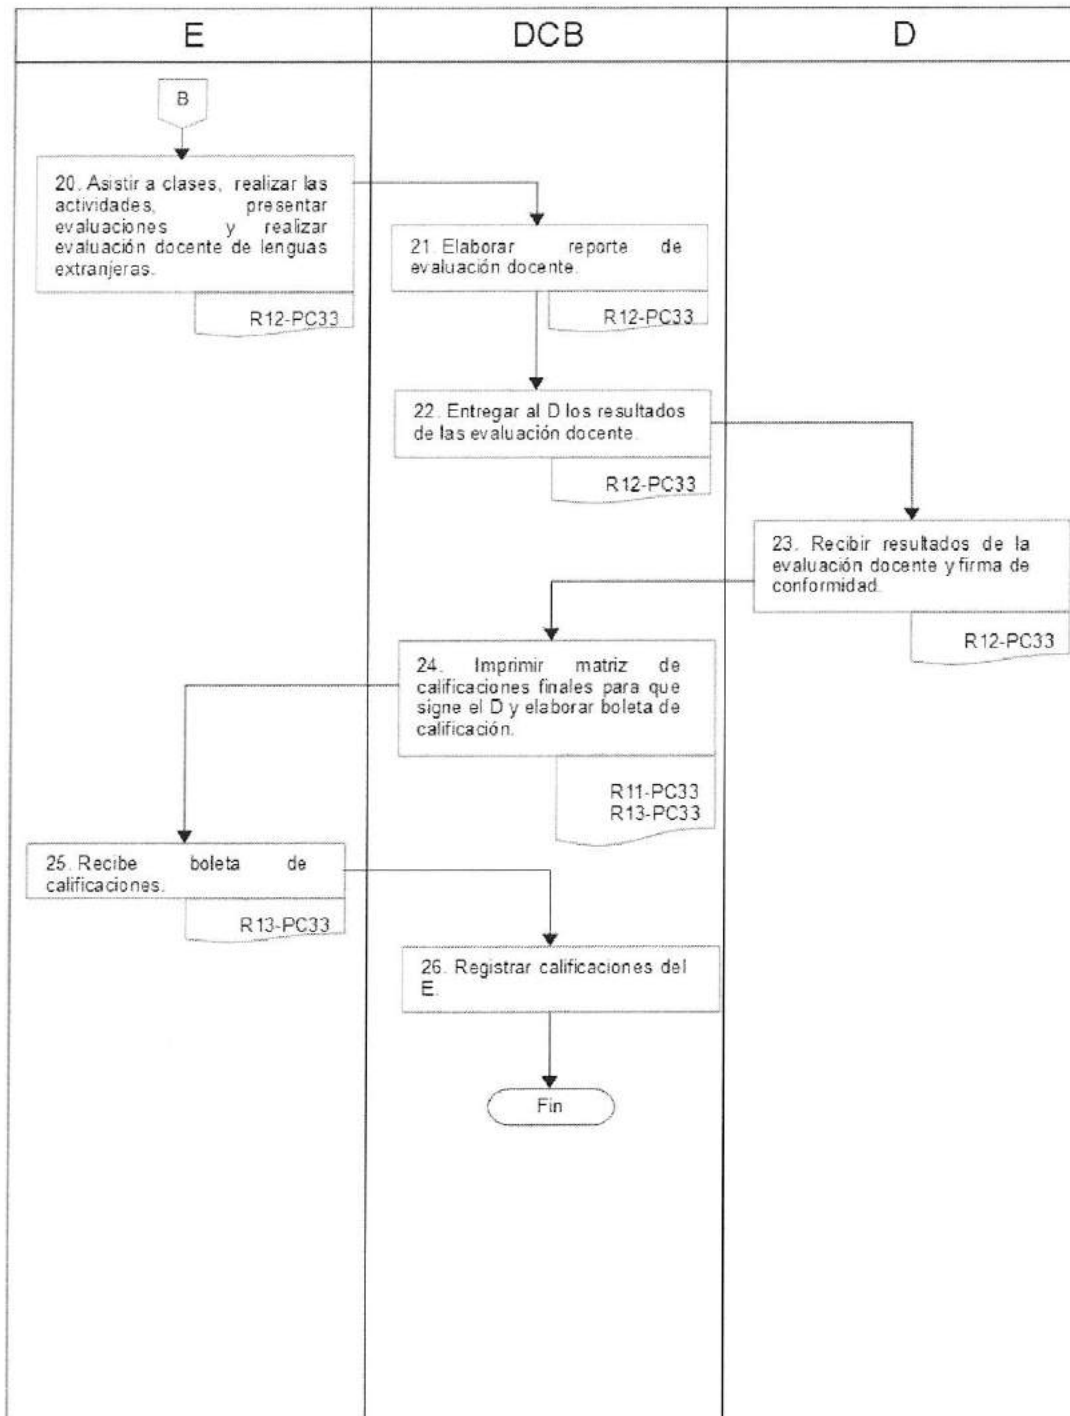 E
DCB
D
B
20. Asistir a clases, realizar las
actividades, presentar
evaluaciones y realizar
evaluación docente de lenguas
extranjeras.
R12-PC33
21. Elaborar reporte de
evaluación docente.
R12-PC33
22. Entregar al D los resultados
de las evaluación docente.
R12-PC33
23. Recibir resultados de la
evaluación docente y firma de
conformidad.
R12-PC33
24. Imprimir matriz de
calificaciones finales para que
signe el D y elaborar boleta de
calificación.
R11-PC33
R13-PC33
25. Recibe boleta de
calificaciones.
R13-PC33
26. Registrar calificaciones del
E.
Fin